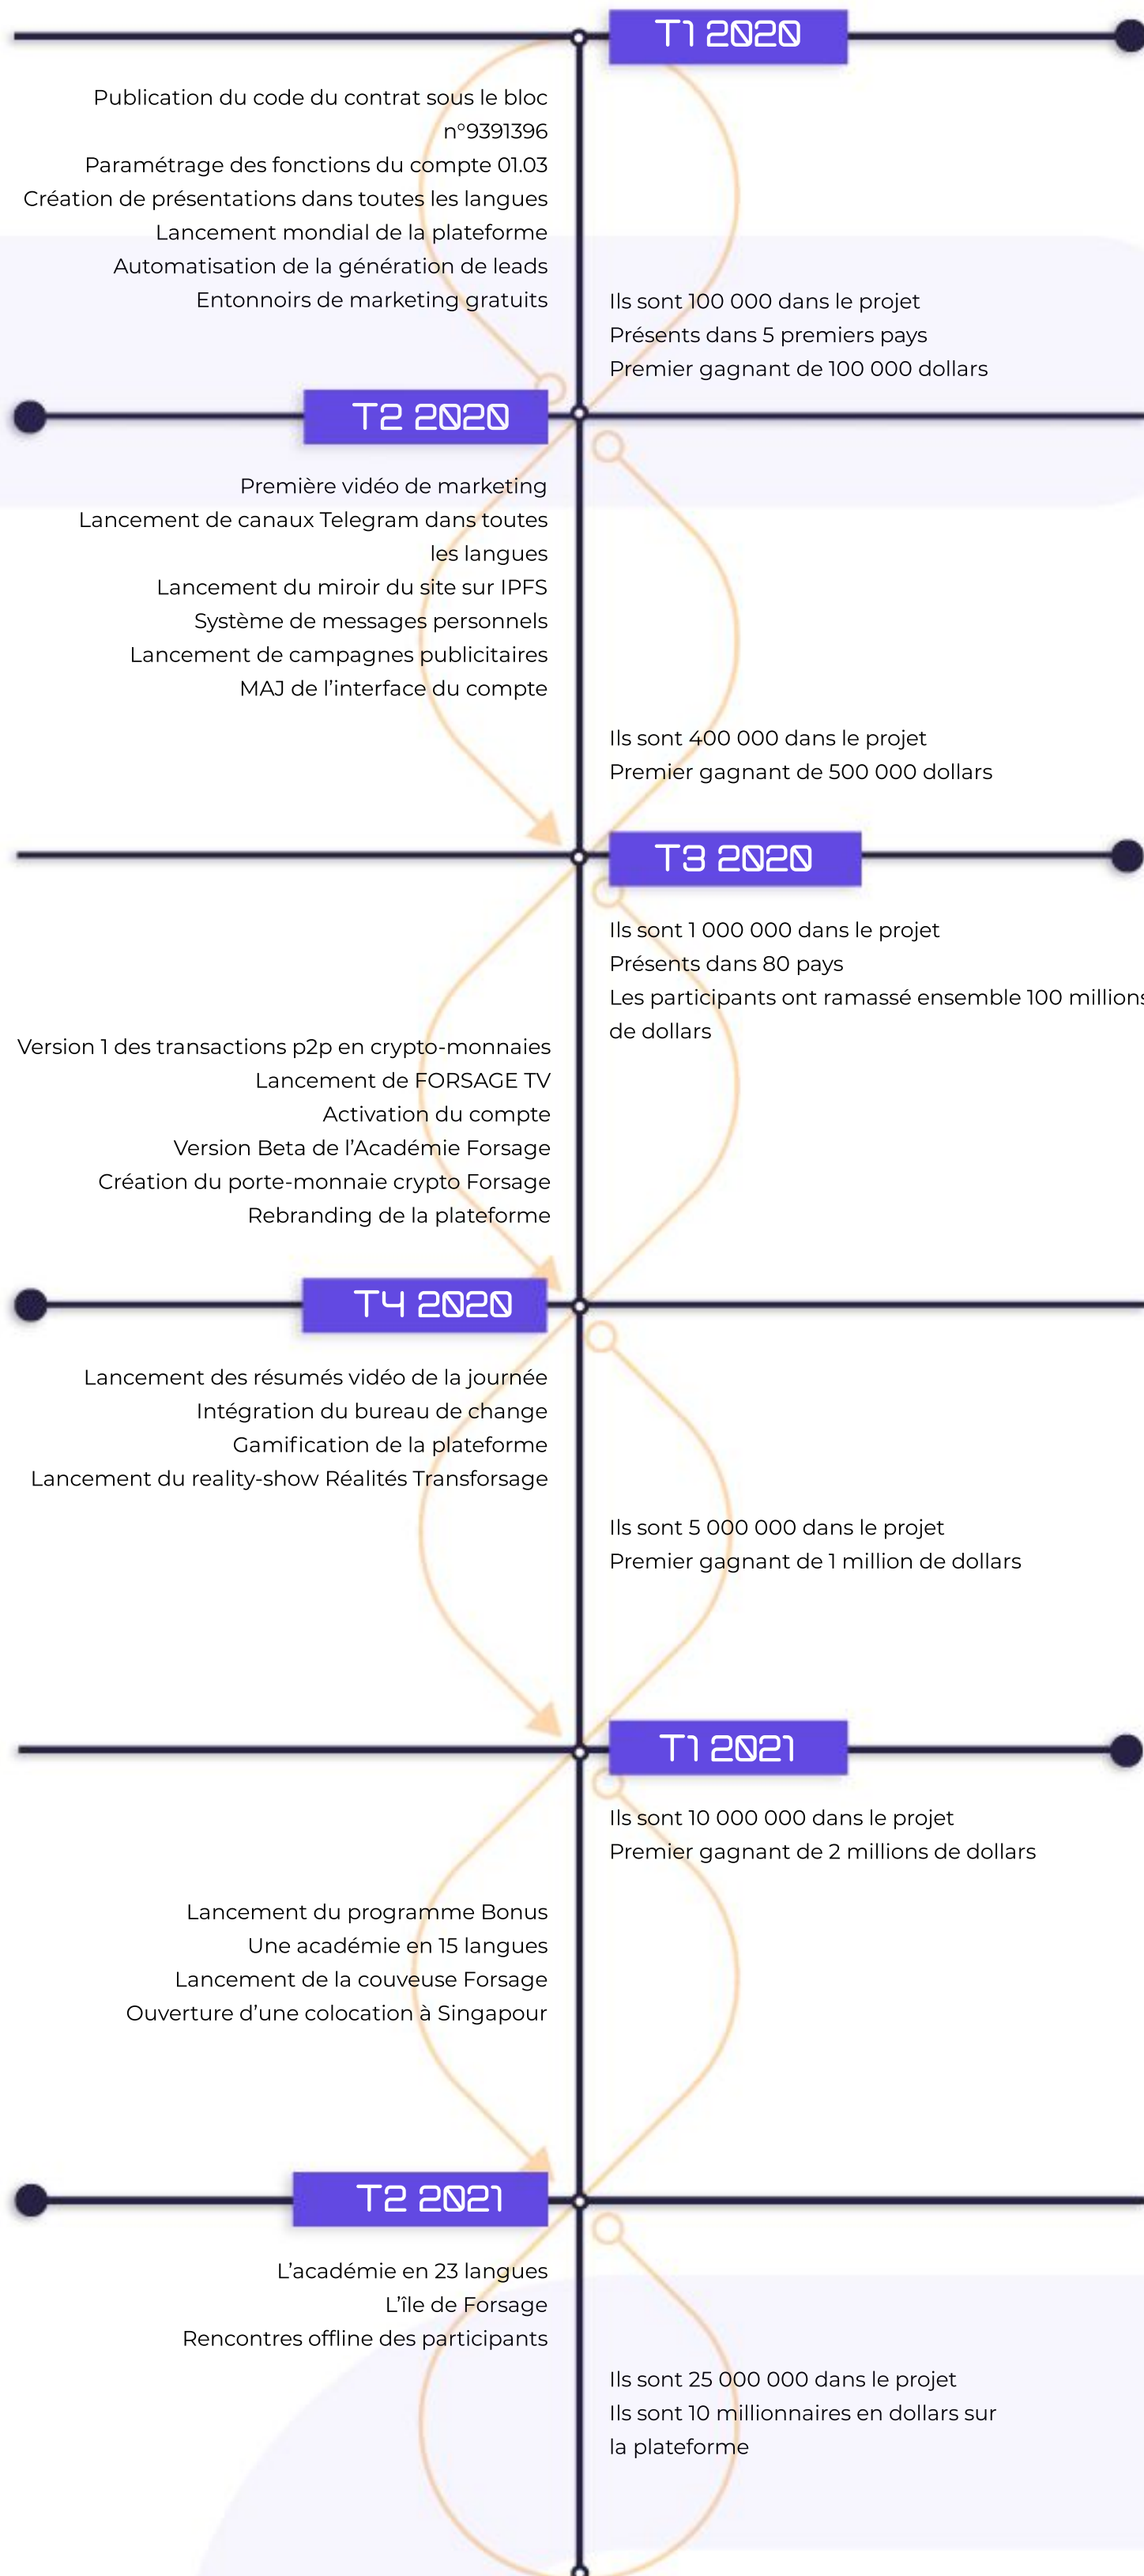 T1 2020
Publication du code du contrat sous le bloc
n°9391396
Paramétrage des fonctions du compte 01.03
Création de présentations dans toutes les langues
Lancement mondial de la plateforme
Automatisation de la génération de leads
Entonnoirs de marketing gratuits
Ils sont 100 000 dans le projet
Présents dans 5 premiers pays
Premier gagnant de 100 000 dollars
T2 2020
Première vidéo de marketing
Lancement de canaux Telegram dans toutes
les langues
Lancement du miroir du site sur IPFS
Système de messages personnels
Lancement de campagnes publicitaires
MAJ de l'interface du compte
Ils sont 400 000 dans le projet
Premier gagnant de 500 000 dollars
T3 2020
Ils sont 1 000 000 dans le projet
Présents dans 80 pays
Les participants ont ramassé ensemble 100 millions
de dollars
Version 1 des transactions p2p en crypto-monnaies
Lancement de FORSAGE TV
Activation du compte
Version Beta de l'Académie Forsage
Création du porte-monnaie crypto Forsage
Rebranding de la plateforme
T4 2020
Lancement des résumés vidéo de la journée
Intégration du bureau de change
Gamification de la plateforme
Lancement du reality-show Réalités Transforsage
Ils sont 5 000 000 dans le projet
Premier gagnant de 1 million de dollars
T1 2021
Ils sont 10 000 000 dans le projet
Premier gagnant de 2 millions de dollars
Lancement du programme Bonus
Une académie en 15 langues
Lancement de la couveuse Forsage
Ouverture d'une colocation à Singapour
T2 2021
L'académie en 23 langues
L'île de Forsage
Rencontres offline des participants
Ils sont 25 000 000 dans le projet
Ils sont 10 millionnaires en dollars sur
la plateforme